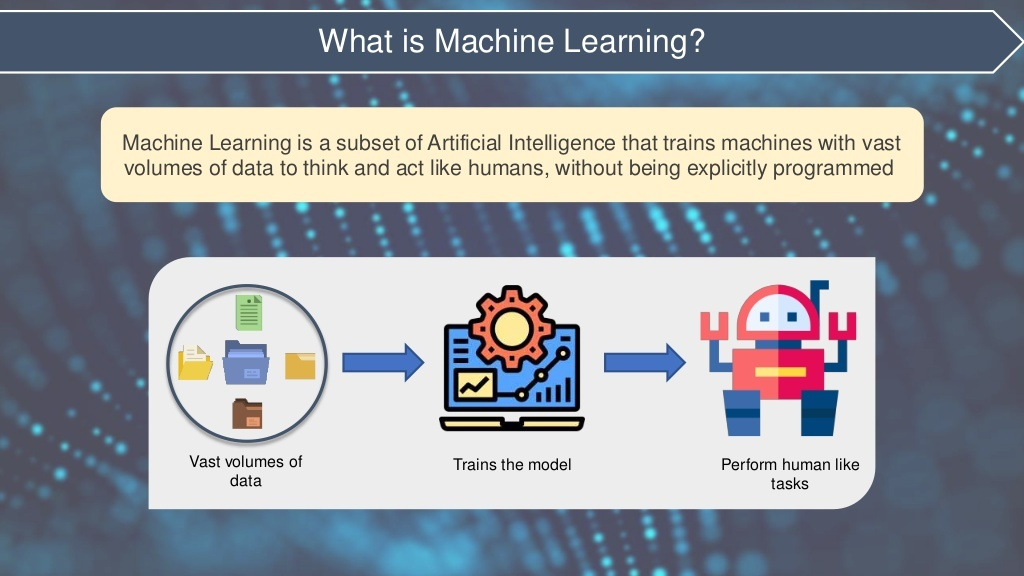 What is Machine Learning?
Machine Learning is a subset of Artificial Intelligence that trains machines with vast
volumes of data to think and act like humans, without being explicitly programmed
Vast volumes of
data
Trains the model
Perform human like
tasks